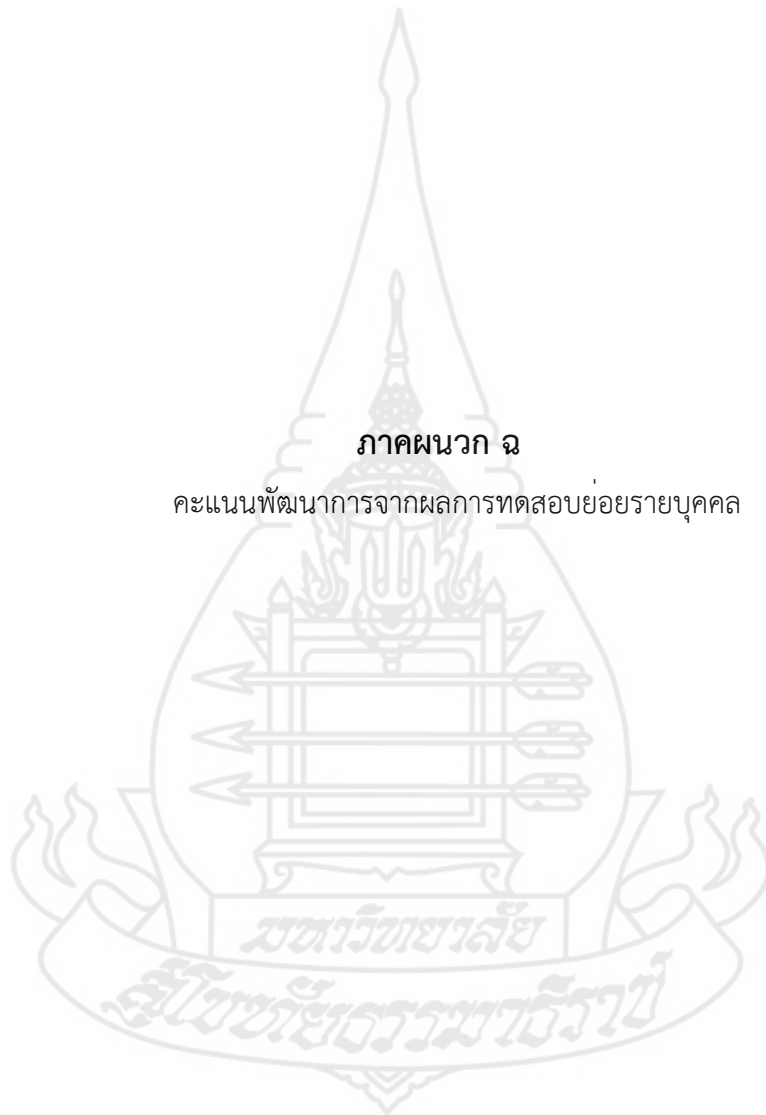 ภาคผนวก ฉ
คะแนนพัฒนาการจากผลการทดสอบย่อยรายบุคคล
มหาวิทยาลัย
สุโขทัยธรรมาธิราช